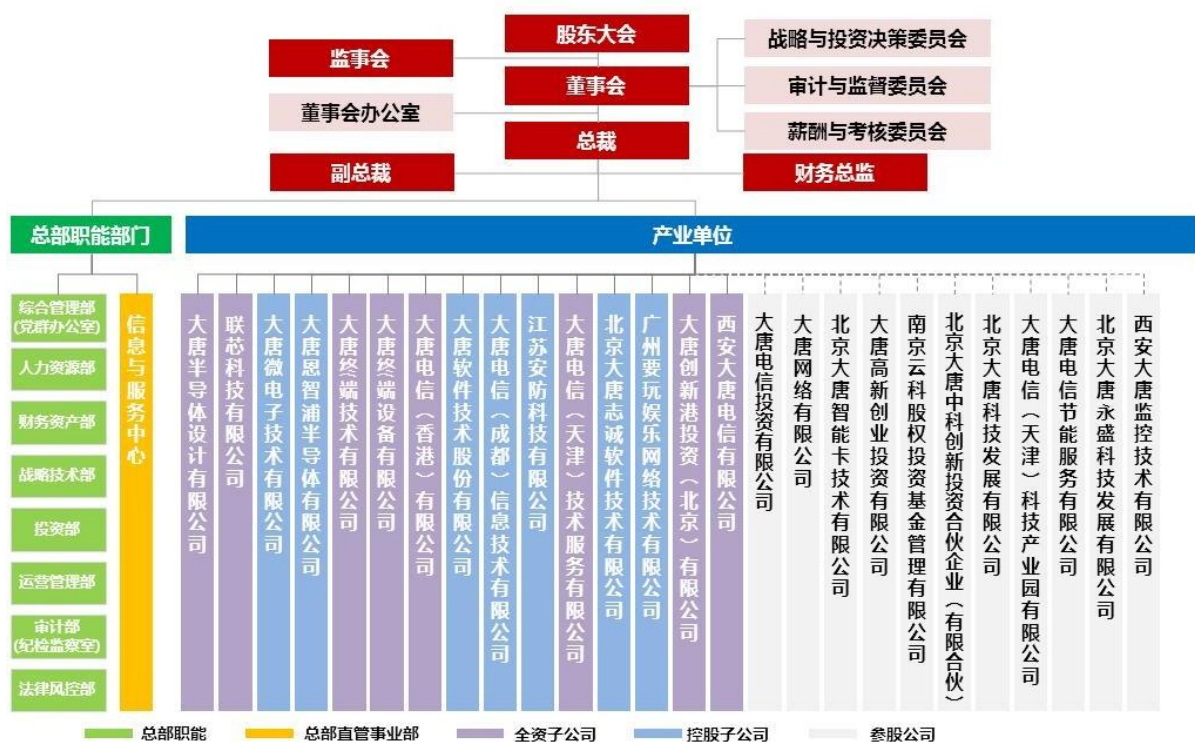 股东大会
监事会
董事会
战略与投资决策委员会
审计与监督委员会
薪酬与考核委员会
董事会办公室
总裁
副总裁
财务总监
总部职能部门
产业单位
综合管理部
(党群办公室)
人力资源部
财务资产部
战略技术部
投资部
运营管理部
审计部
(纪检监察室)
法律风控部
信息与服务中心
大唐半导体设计有限公司
联芯科技有限公司
大唐微电子技术有限公司
大唐恩智浦半导体有限公司
大唐终端技术有限公司
大唐终端设备有限公司
大唐电信（香港）有限公司
大唐软件技术股份有限公司
大唐电信（成都）信息技术有限公司
江苏安防科技有限公司
大唐电信（天津）技术服务有限公司
北京大唐志诚软件技术有限公司
广州要玩娱乐网络技术有限公司
大唐创新港投资（北京）有限公司
西安大唐电信有限公司
大唐电信投资有限公司
大唐网络有限公司
北京大唐智能卡技术有限公司
大唐高新创业投资有限公司
南京云科股权投资基金管理有限公司
北京大唐中科创新投资合伙企业（有限合伙）
北京大唐科技发展有限公司
大唐电信（天津）科技产业园有限公司
大唐电信节能服务有限公司
北京大唐永盛科技发展有限公司
西安大唐监控技术有限公司
总部职能
总部直管事业部
全资子公司
控股子公司
参股公司